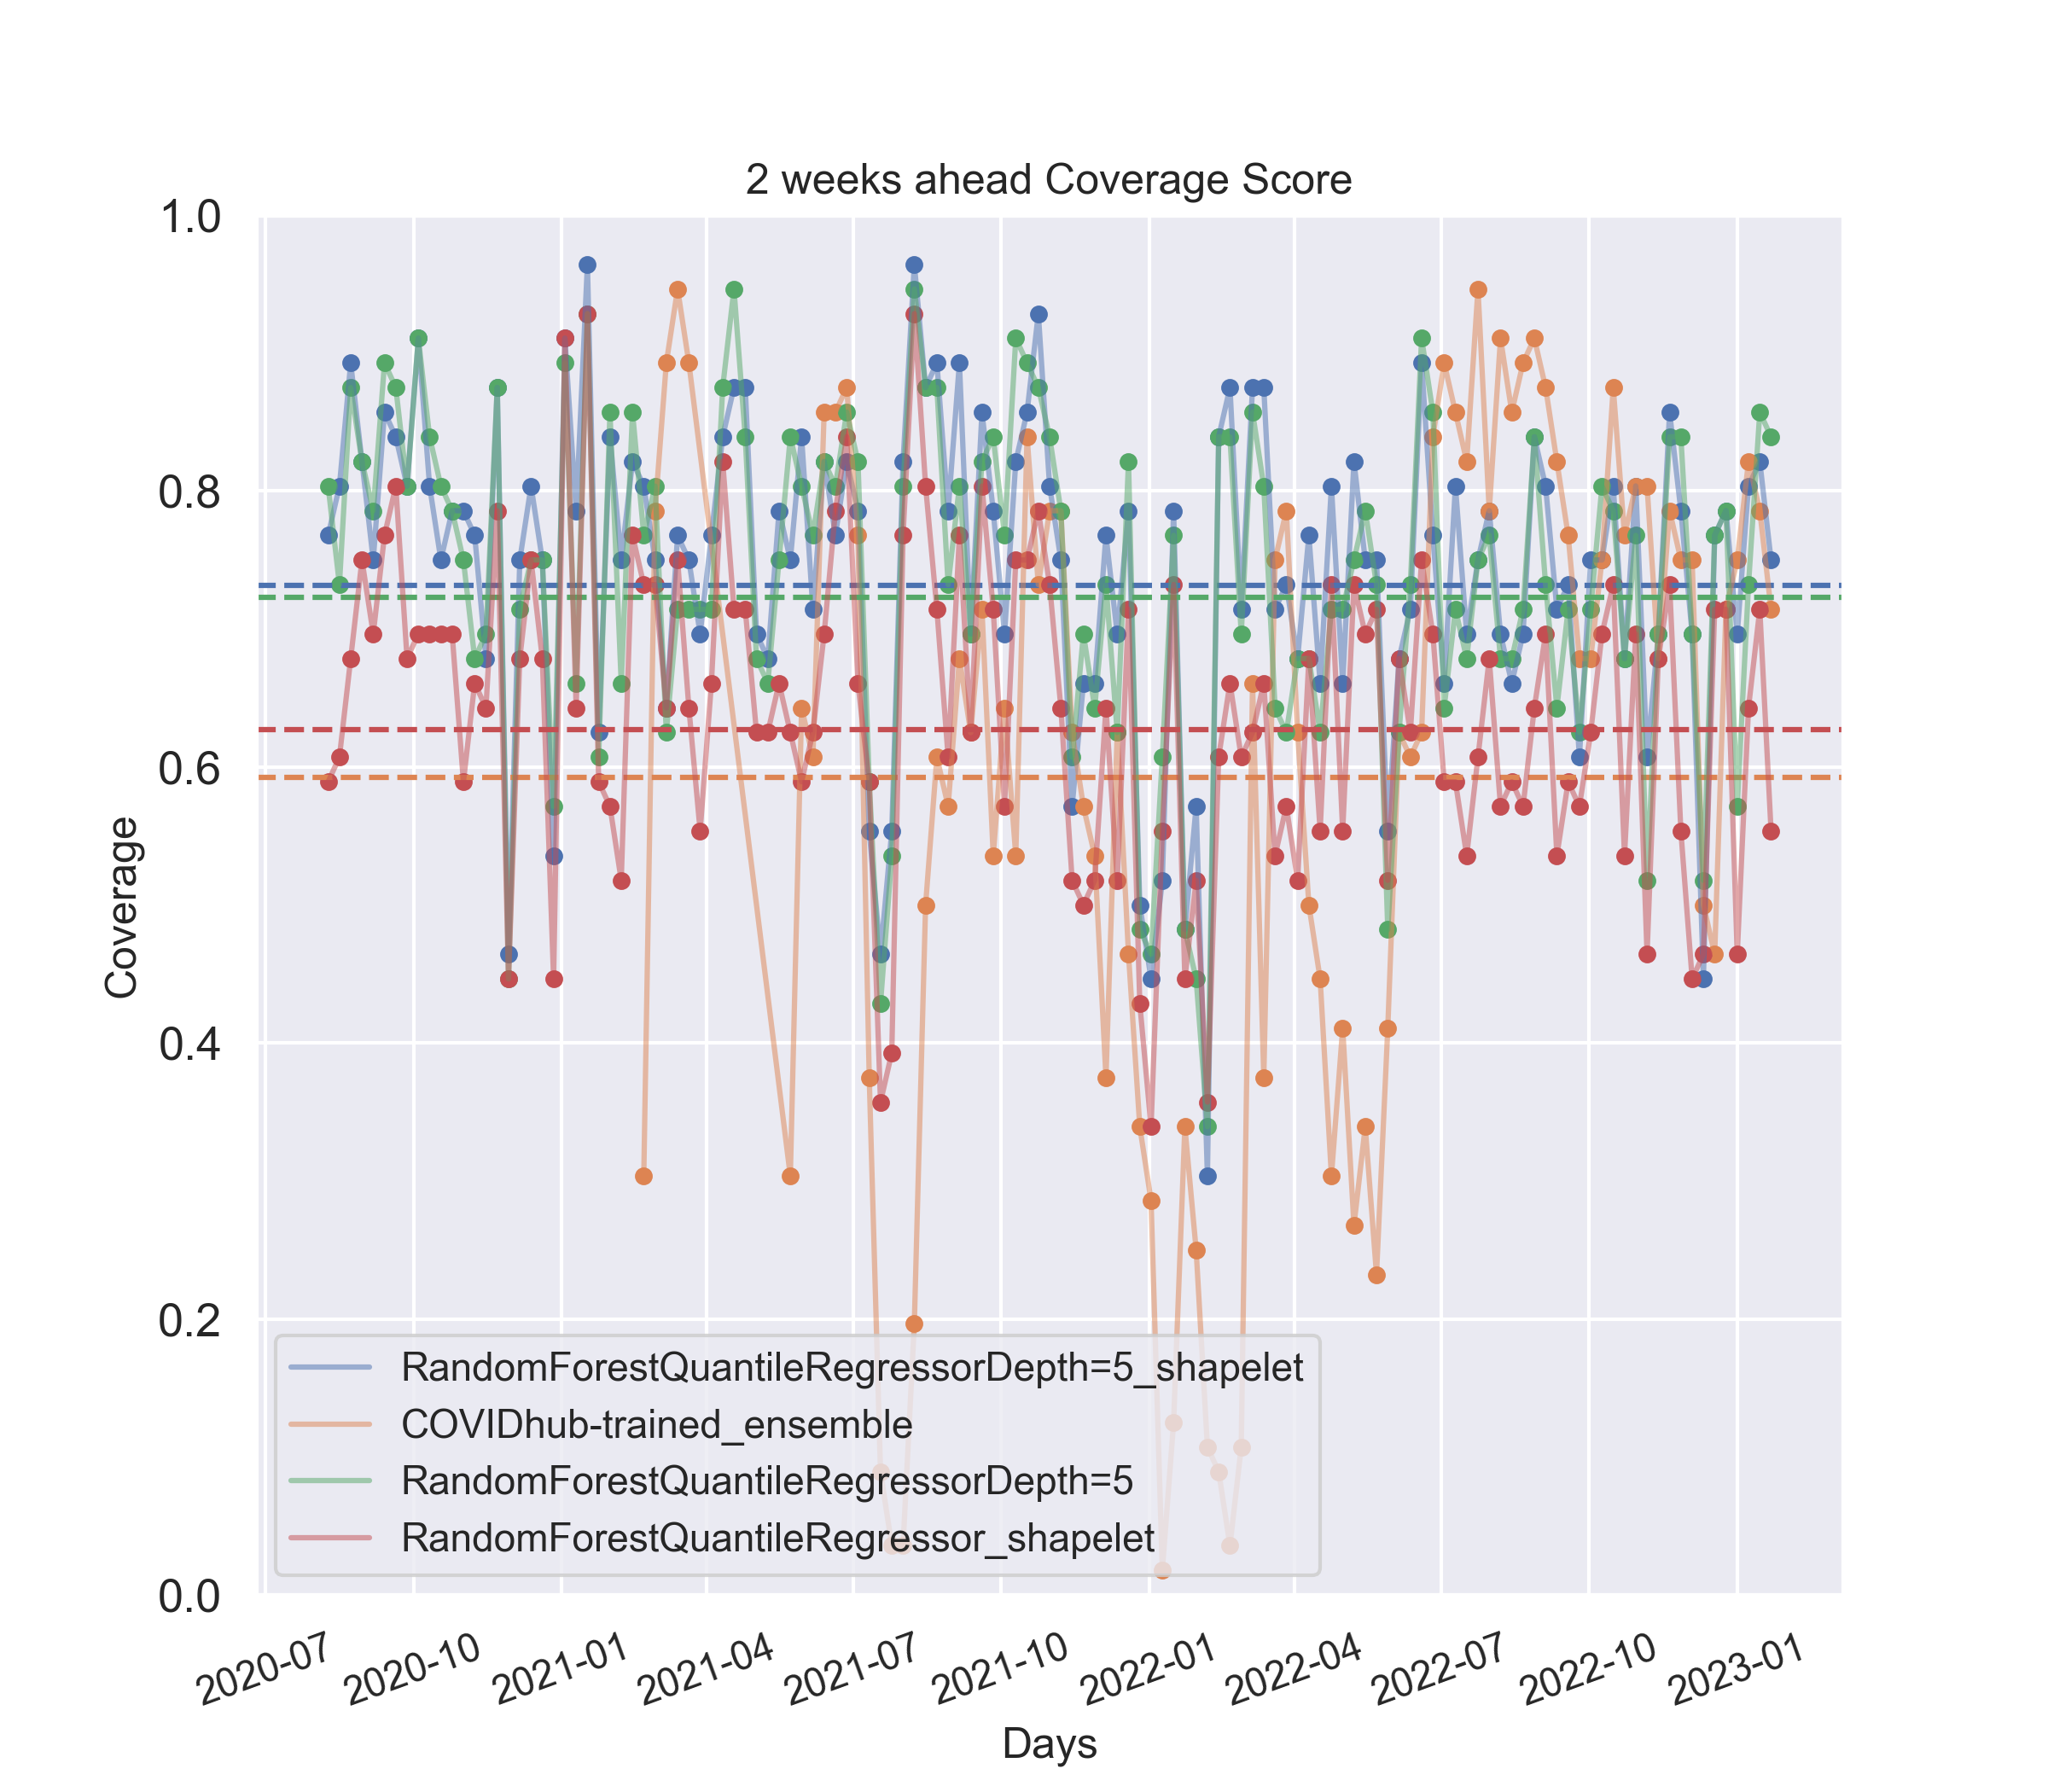 2 weeks ahead Coverage Score
1.0
0.8
0.6
0.4
0.2
0.0
Coverage
RandomForestQuantileRegressorDepth=5_shapelet
COVIDhub-trained_ensemble
RandomForestQuantileRegressorDepth=5
RandomForestQuantileRegressor_shapelet
2020-07
2020-10
2021-01
2021-04
2021-07
2021-10
2022-01
2022-04
2022-07
2022-10
2023-01
Days